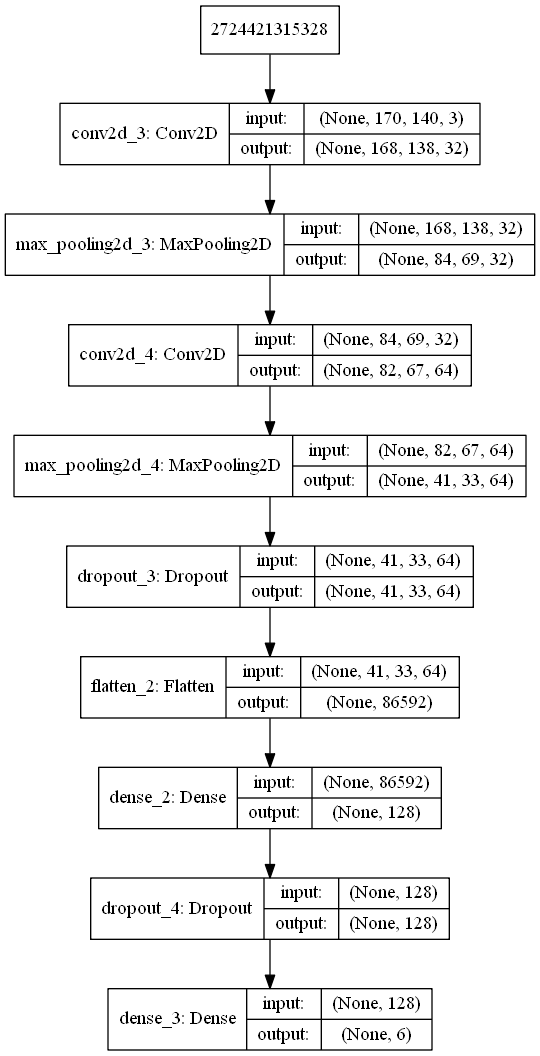 2724421315328
conv2d_3: Conv2D
input:
(None, 170, 140, 3)
output:
(None, 168, 138, 32)
max_pooling2d_3: MaxPooling2D
input:
(None, 168, 138, 32)
output:
(None, 84, 69, 32)
conv2d_4: Conv2D
input:
(None, 84, 69, 32)
output:
(None, 82, 67, 64)
max_pooling2d_4: MaxPooling2D
input:
(None, 82, 67, 64)
output:
(None, 41, 33, 64)
dropout_3: Dropout
input:
(None, 41, 33, 64)
output:
(None, 41, 33, 64)
flatten_2: Flatten
input:
(None, 41, 33, 64)
output:
(None, 86592)
dense_2: Dense
input:
(None, 86592)
output:
(None, 128)
dropout_4: Dropout
input:
(None, 128)
output:
(None, 128)
dense_3: Dense
input:
(None, 128)
output:
(None, 6)